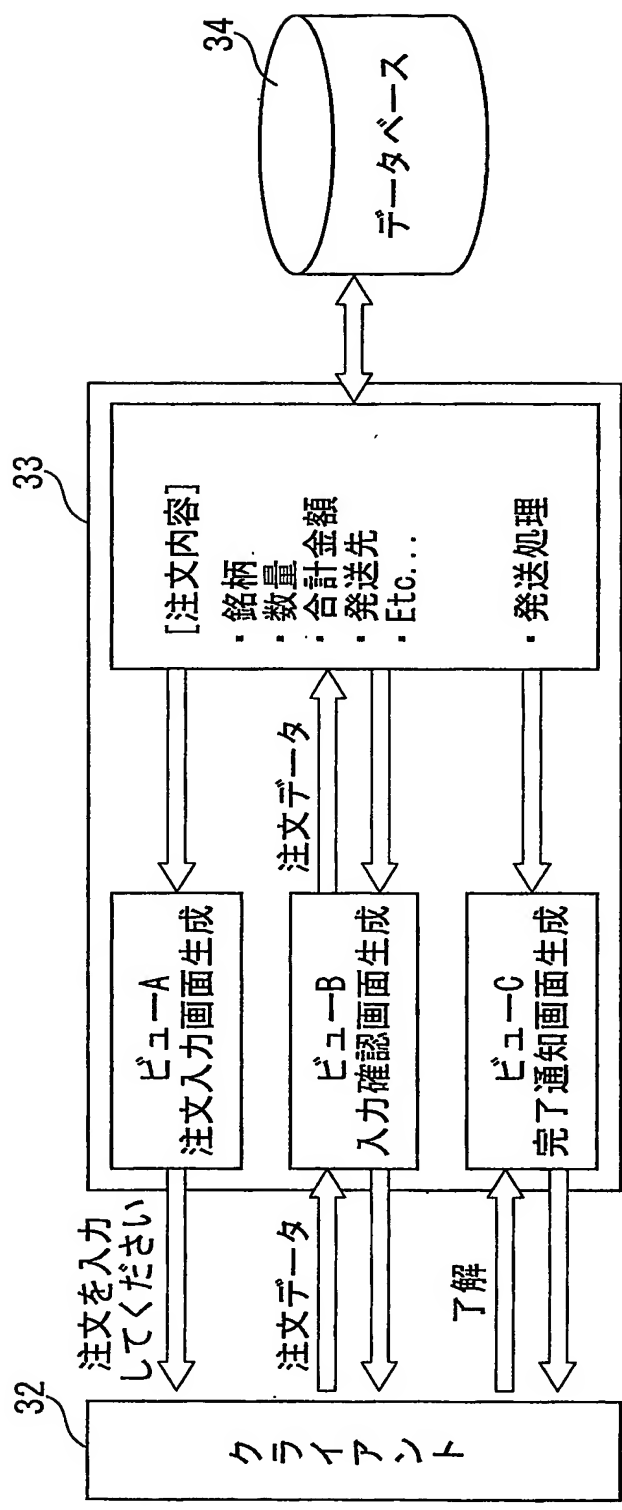 32
クライアント
注文を入力
してください
注文データ
了解
33
ビューA
注文入力画面生成
ビューB
入力確認画面生成
ビューC
完了通知画面生成
注文データ
[注文内容]
・銘柄
・数量
・合計金額
・発送先
・Etc...
・発送処理
34
データベース